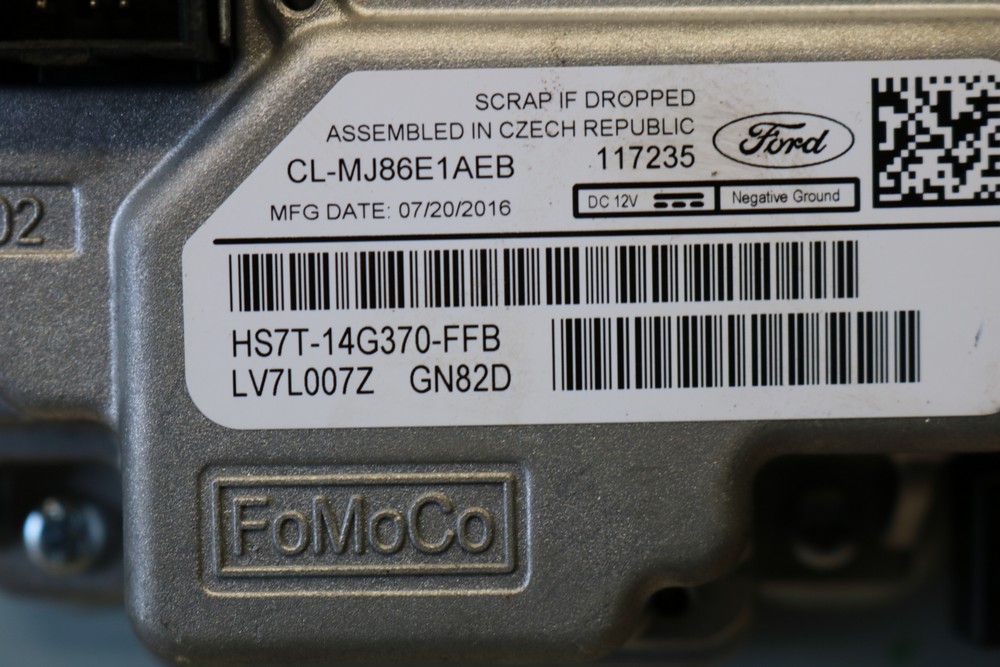 SCRAP IF DROPPED
ASSEMBLED IN CZECH REPUBLIC
CL-MJ86E1AEB 117235
Ford
MFG DATE: 07/20/2016
DC 12V Negative Ground
02
HS7T-14G370-FFB
LV7L007Z GN82D
FoMoCo